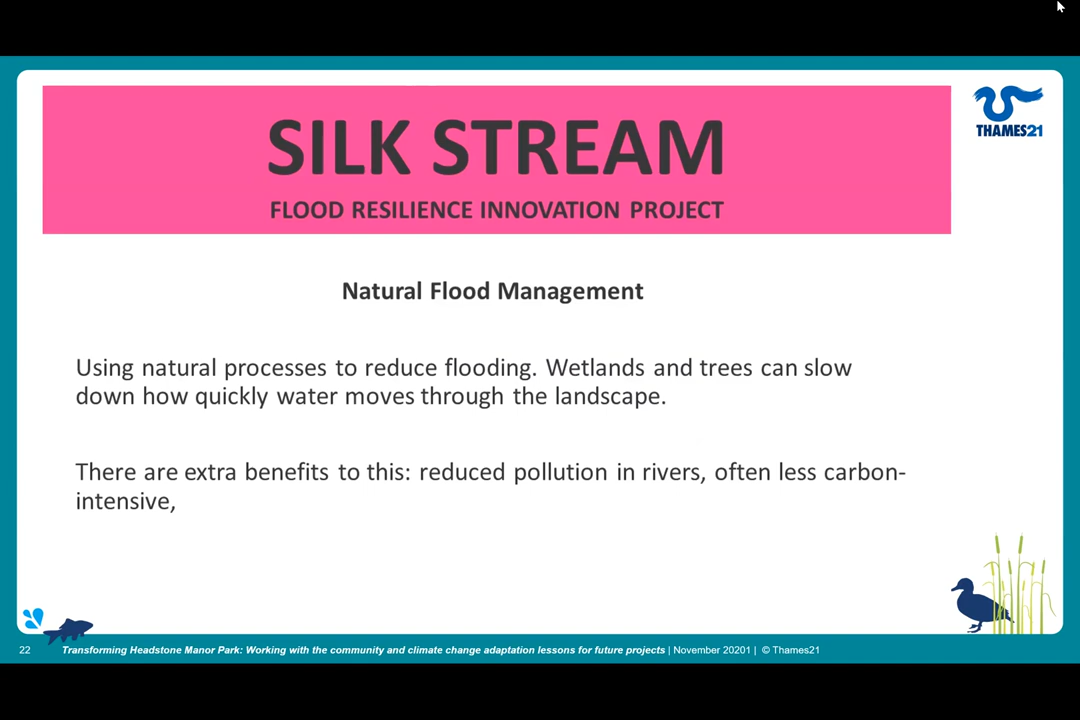 THAMES21
SILK STREAM
FLOOD RESILIENCE INNOVATION PROJECT
Natural Flood Management
Using natural processes to reduce flooding. Wetlands and trees can slow
down how quickly water moves through the landscape.
There are extra benefits to this: reduced pollution in rivers, often less carbon-
intensive,
22 Transforming Headstone Manor Park: Working with the community and climate change adaptation lessons for future projects | November 20201 | © Thames21